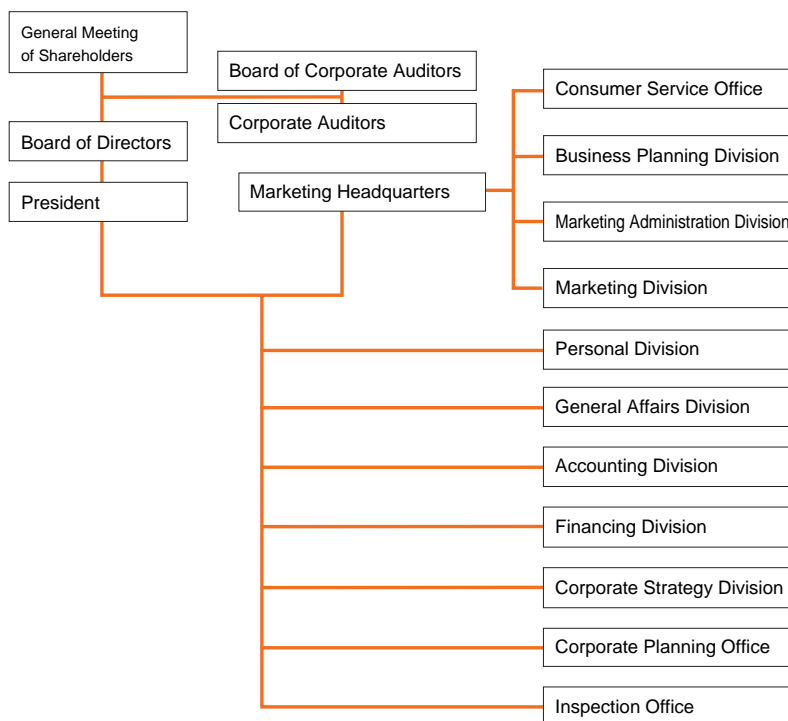 General Meeting
of Shareholders
Board of Corporate Auditors
Corporate Auditors
Board of Directors
President
Marketing Headquarters
Consumer Service Office
Business Planning Division
Marketing Administration Division
Marketing Division
Personal Division
General Affairs Division
Accounting Division
Financing Division
Corporate Strategy Division
Corporate Planning Office
Inspection Office